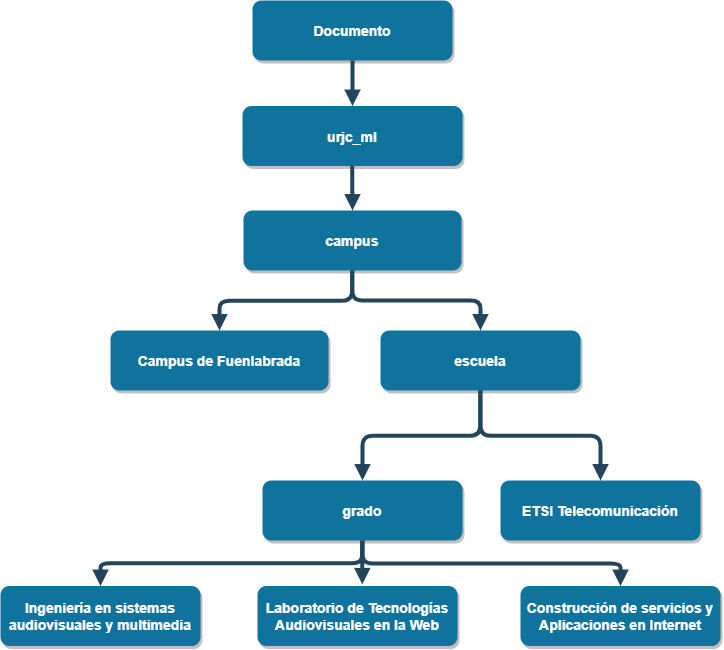 Documento
urjc_ml
campus
Campus de Fuenlabrada
escuela
grado
ETSI Telecomunicación
Ingeniería en sistemas
audiovisuales y multimedia
Laboratorio de Tecnologías
Audiovisuales en la Web
Construcción de servicios y
Aplicaciones en Internet